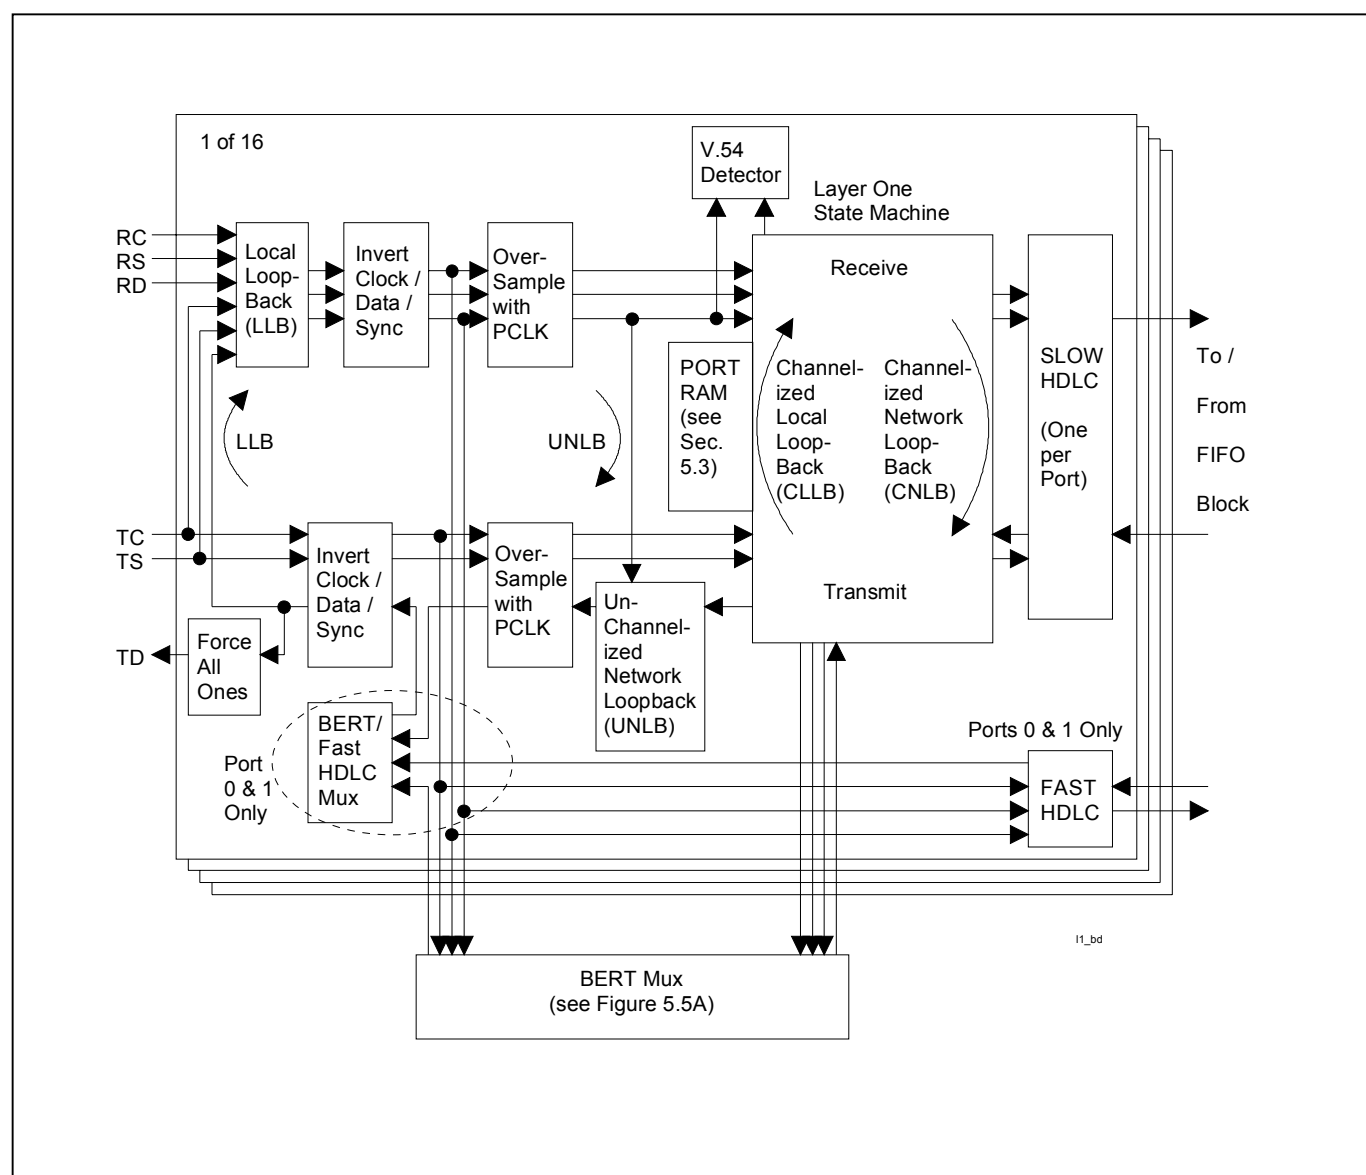 1 of 16
V.54
Detector
Layer One
State Machine
RC
RS
RD
Local
Loop-
Back
(LLB)
Invert
Clock /
Data /
Sync
Over-
Sample
with
PCLK
Receive
PORT
RAM
(see
Sec.
5.3)
Channel-
ized
Local
Loop-
Back
(CLLB)
Channel-
ized
Network
Loop-
Back
(CNLB)
SLOW
HDLC
(One
per
Port)
To /
From
FIFO
Block
LLB
UNLB
TC
TS
TD
Invert
Clock /
Data /
Sync
Over-
Sample
with
PCLK
Un-
Channel-
ized
Network
Loopback
(UNLB)
Transmit
Force
All
Ones
BERT/
Fast
HDLC
Mux
Port
0 & 1
Only
Ports 0 & 1 Only
FAST
HDLC
l1_bd
BERT Mux
(see Figure 5.5A)